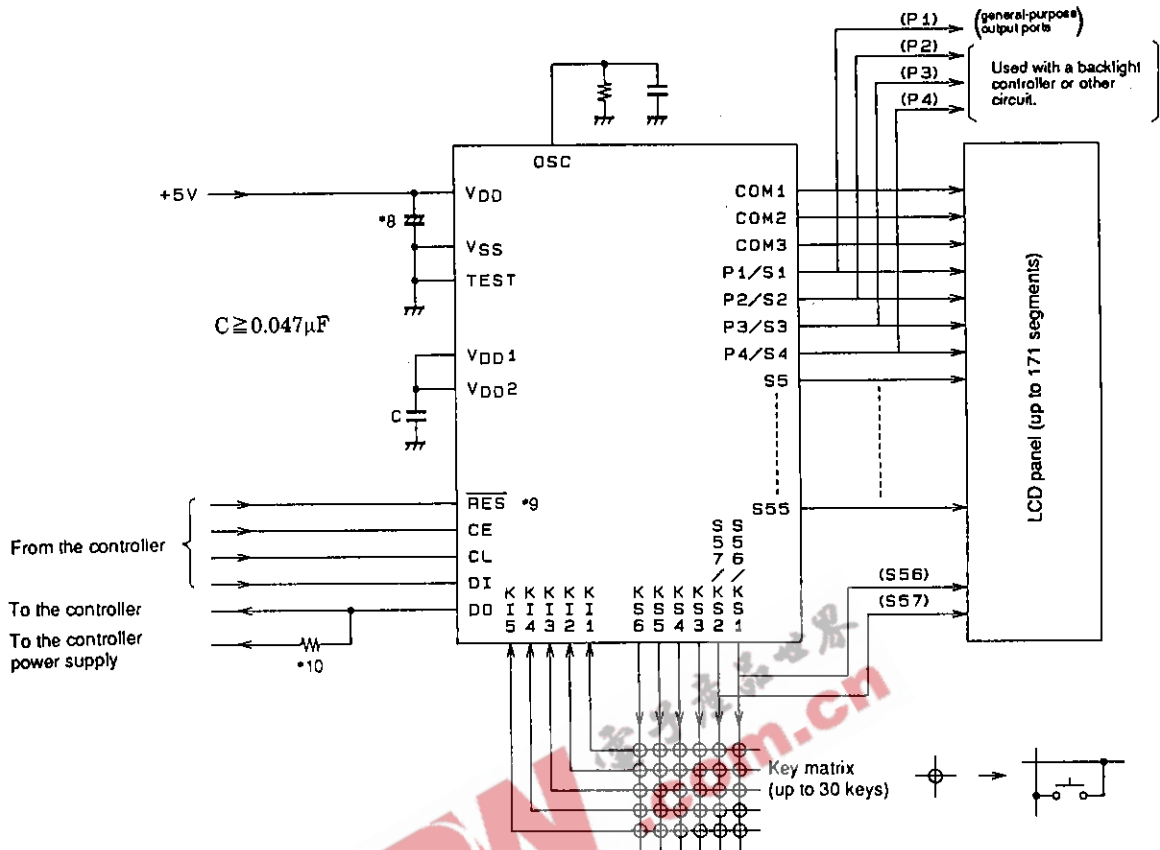 (P1)
(general-purpose
output ports)
(P2)
(P3)
(P4)
Used with a backlight
controller or other
circuit.
OSC
+5V
VDD
*8
VSS
TEST
C≧0.047μF
VDD1
VDD2
C
COM1
COM2
COM3
P1/S1
P2/S2
P3/S3
P4/S4
S5
S55
LCD panel (up to 171 segments)
From the controller
RES *9
CE
CL
DI
DO
To the controller
To the controller
power supply
*10
KI5
KI4
KI3
KI2
KI1
KS6
KS5
KS4
KS3
S57/KS2
S56/KS1
(S56)
(S57)
Key matrix
(up to 30 keys)
.com.cn